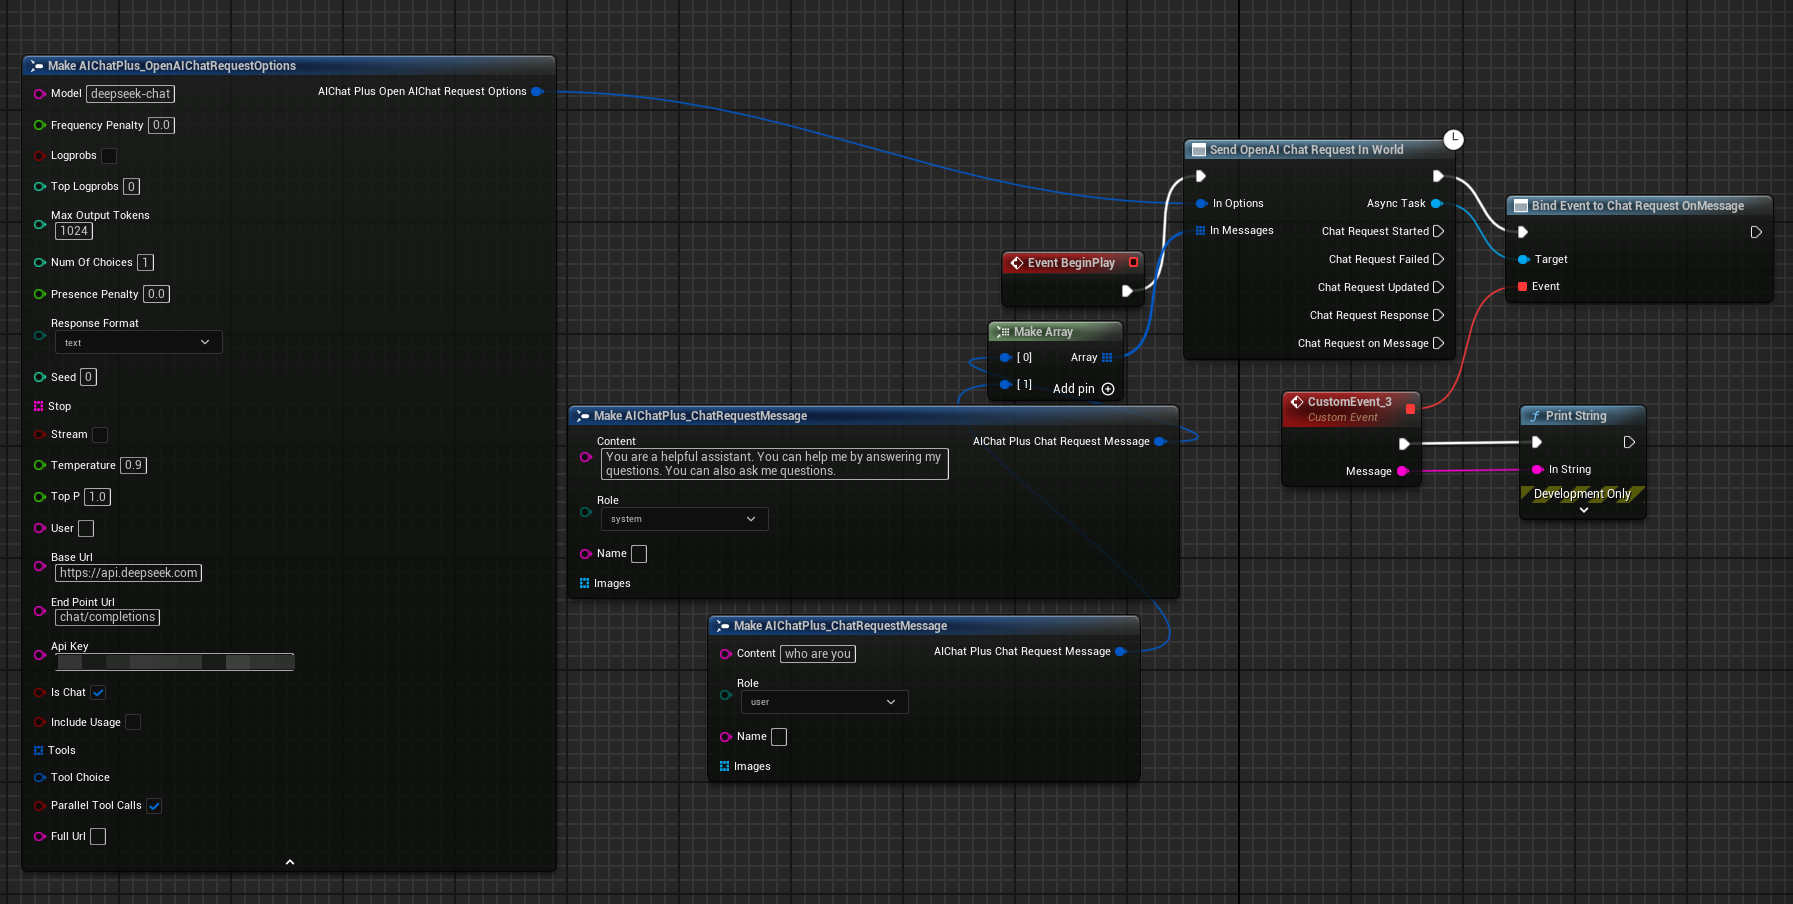 Make AIChatPlus_OpenAIChatRequestOptions
Model deepseek-chat
AIChat Plus Open AIChat Request Options
Frequency Penalty 0.0
Logprobs
Top Logprobs 0
Max Output Tokens
1024
Num Of Choices 1
Presence Penalty 0.0
Response Format
text
Seed 0
Stop
Stream
Temperature 0.9
Top P 1.0
User
Base Url
https://api.deepseek.com
End Point Url
chat/completions
Api Key
Is Chat
Include Usage
Tools
Tool Choice
Parallel Tool Calls
Full Url
Event BeginPlay
Make Array
[ 0] Array
[ 1] Add pin
Make AIChatPlus_ChatRequestMessage
Content
AIChat Plus Chat Request Message
You are a helpful assistant. You can help me by answering my
questions. You can also ask me questions.
Role
system
Name
Images
Make AIChatPlus_ChatRequestMessage
Content who are you
AIChat Plus Chat Request Message
Role
user
Name
Images
Send OpenAI Chat Request In World
In Options Async Task
In Messages Chat Request Started
Chat Request Failed
Chat Request Updated
Chat Request Response
Chat Request on Message
Bind Event to Chat Request OnMessage
Target
Event
CustomEvent_3
Custom Event
Message
f Print String
In String
Development Only